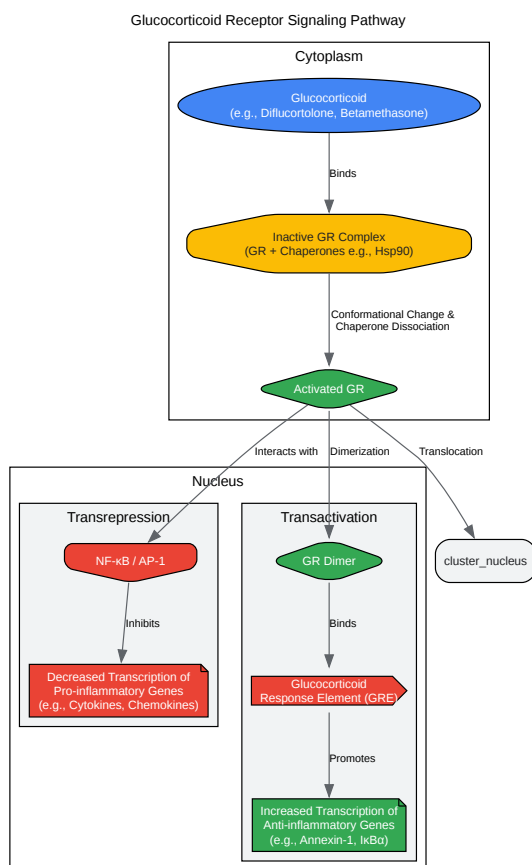 Glucocorticoid Receptor Signaling Pathway
Cytoplasm
Glucocorticoid
(e.g., Diflucortolone, Betamethasone)
Binds
Inactive GR Complex
(GR + Chaperones e.g., Hsp90)
Conformational Change &
Chaperone Dissociation
Activated GR
Interacts with
Dimerization
Translocation
Nucleus
Transrepression
NF-κB / AP-1
Inhibits
Decreased Transcription of
Pro-inflammatory Genes
(e.g., Cytokines, Chemokines)
Transactivation
GR Dimer
Binds
Glucocorticoid
Response Element (GRE)
Promotes
Increased Transcription of
Anti-inflammatory Genes
(e.g., Annexin-1, IκBα)
cluster_nucleus